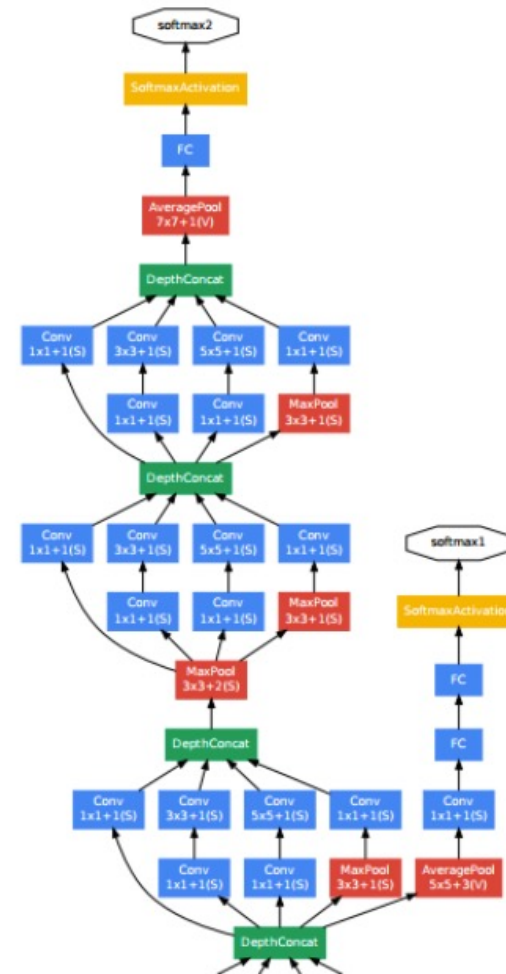 softmax2
SoftmaxActivation
FC
AveragePool
7x7+1(V)
DepthConcat
Conv Conv Conv Conv
1x1+1(S) 3x3+1(S) 5x5+1(S) 1x1+1(S)
Conv Conv MaxPool
1x1+1(S) 1x1+1(S) 3x3+1(S)
DepthConcat
Conv Conv Conv Conv
1x1+1(S) 3x3+1(S) 5x5+1(S) 1x1+1(S)
softmax1
Conv Conv MaxPool
1x1+1(S) 1x1+1(S) 3x3+1(S)
SoftmaxActivation
MaxPool
3x3+2(S)
FC
DepthConcat
FC
Conv Conv Conv Conv Conv
1x1+1(S) 3x3+1(S) 5x5+1(S) 1x1+1(S) 1x1+1(S)
Conv Conv MaxPool AveragePool
1x1+1(S) 1x1+1(S) 3x3+1(S) 5x5+3(V)
DepthConcat